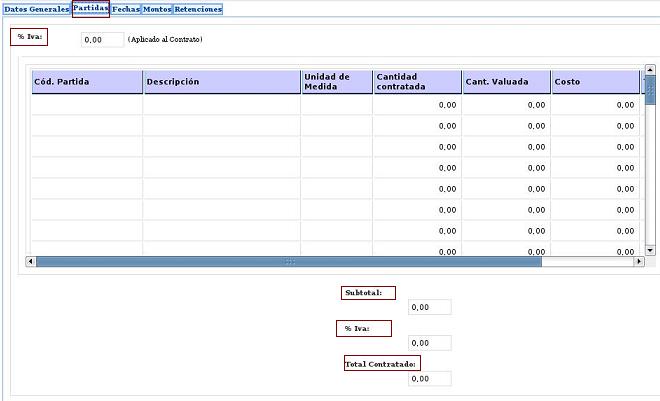 Datos Generales Partidas Fechas Montos Retenciones
% Iva: 0,00 (Aplicado al Contrato)
Cód. Partida Descripción Unidad de Medida Cantidad contratada Cant. Valuada Costo
0,00 0,00 0,00
0,00 0,00 0,00
0,00 0,00 0,00
0,00 0,00 0,00
0,00 0,00 0,00
0,00 0,00 0,00
0,00 0,00 0,00
0,00 0,00 0,00
Subtotal:
0,00
% Iva:
0,00
Total Contratado:
0,00